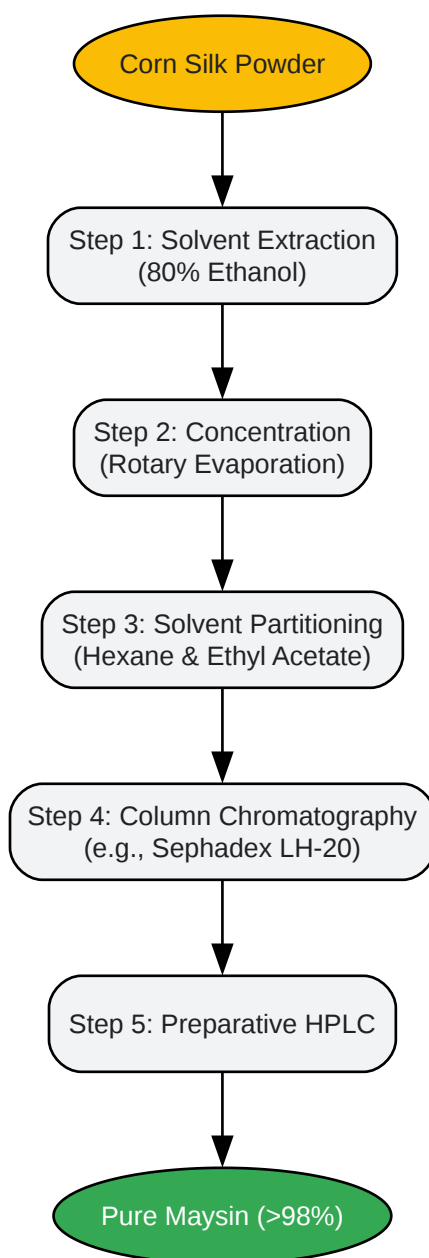 Corn Silk Powder
Step 1: Solvent Extraction
(80% Ethanol)
Step 2: Concentration
(Rotary Evaporation)
Step 3: Solvent Partitioning
(Hexane & Ethyl Acetate)
Step 4: Column Chromatography
(e.g., Sephadex LH-20)
Step 5: Preparative HPLC
Pure Maysin (>98%)